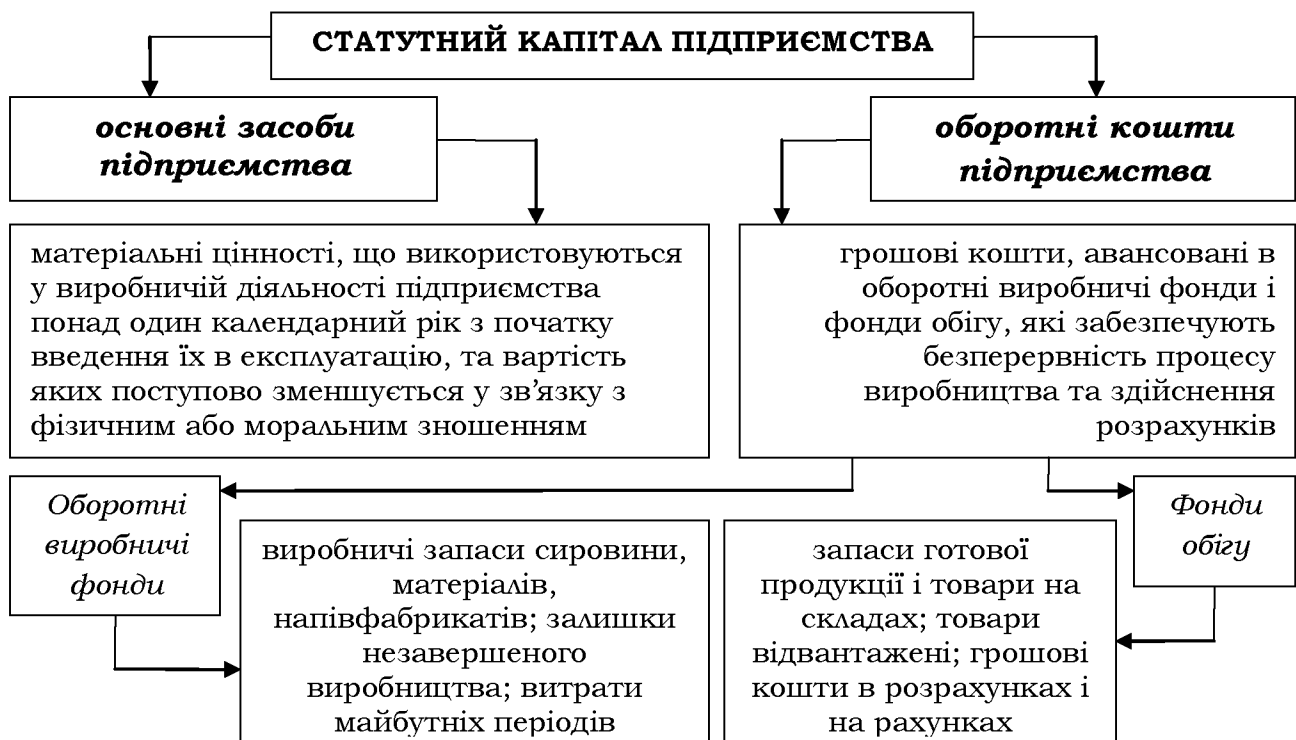 СТАТУТНИЙ КАПІТАЛ ПІДПРИЄМСТВА
основні засоби
підприємства
оборотні кошти
підприємства
матеріальні цінності, що використовуються
у виробничій діяльності підприємства
понад один календарний рік з початку
введення їх в експлуатацію, та вартість
яких поступово зменшується у зв’язку з
фізичним або моральним зношенням
грошові кошти, авансовані в
оборотні виробничі фонди і
фонди обігу, які забезпечують
безперервність процесу
виробництва та здійснення
розрахунків
Оборотні
виробничі
фонди
виробничі запаси сировини,
матеріалів,
напівфабрикатів; залишки
незавершеного
виробництва; витрати
майбутніх періодів
запаси готової
продукції і товари на
складах; товари
відвантажені; грошові
кошти в розрахунках і
на рахунках
Фонди
обігу